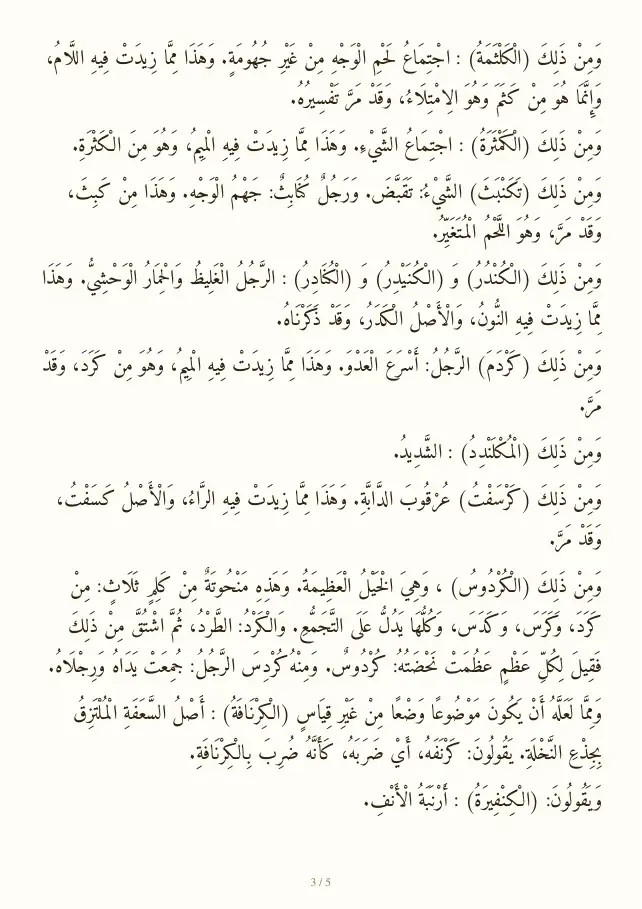 وَمِنْ ذَلِكَ (الْكَلْثَمَةُ) : اجْتِمَاعُ لَحْمِ الْوَجْهِ مِنْ غَيْرِ جُهُومَةٍ. وَهَذَا مِمَّا زِيدَتْ فِيهِ اللَّامُ،
وَإِنَّمَا هُوَ مِنْ كَثَمَ وَهُوَ الِامْتِلَاءُ، وَقَدْ مَرَّ تَفْسِيرُهُ.
وَمِنْ ذَلِكَ (الْكَمْثَرَةُ) : اجْتِمَاعُ الشَّيْءِ. وَهَذَا مِمَّا زِيدَتْ فِيهِ الْمِيمُ، وَهُوَ مِنَ الْكَثْرَةِ.
وَمِنْ ذَلِكَ (تَكَنْبَثَ) الشَّيْءُ: تَقَبَّضَ. وَرَجُلٌ كُنَابِثٌ: جَهْمُ الْوَجْهِ. وَهَذَا مِنْ كَبِثَ،
وَقَدْ مَرَّ، وَهُوَ اللَّحْمُ الْمُتَغَيِّرُ.
وَمِنْ ذَلِكَ (الْكُنْدُرُ) وَ (الْكُنَيْدِرُ) وَ (الْكُنَادِرُ) : الرَّجُلُ الْغَلِيظُ وَالْحِمَارُ الْوَحْشِيُّ. وَهَذَا
مِمَّا زِيدَتْ فِيهِ النُّونُ، وَالْأَصْلُ الْكَدَرُ، وَقَدْ ذَكَرْنَاهُ.
وَمِنْ ذَلِكَ (كَرْدَمَ) الرَّجُلُ: أَسْرَعَ الْعَدْوَ. وَهَذَا مِمَّا زِيدَتْ فِيهِ الْمِيمُ، وَهُوَ مِنْ كَرَدَ، وَقَدْ
مَرَّ.
وَمِنْ ذَلِكَ (الْمُكْلَنْدِدُ) : الشَّدِيدُ.
وَمِنْ ذَلِكَ (كَرْسَفْتُ) عُرْقُوبَ الدَّابَّةِ. وَهَذَا مِمَّا زِيدَتْ فِيهِ الرَّاءُ، وَالْأَصْلُ كَسَفْتُ،
وَقَدْ مَرَّ.
وَمِنْ ذَلِكَ (الْكُرْدُوسُ) ، وَهِيَ الْخَيْلُ الْعَظِيمَةُ. وَهَذِهِ مَنْحُوتَةٌ مِنْ كَلِمٍ ثَلَاثٍ: مِنْ
كَرَدَ، وَكَرَسَ، وَكَدَسَ، وَكُلُّهَا يَدُلُّ عَلَى التَّجَمُّعِ. وَالْكَرْدُ: الطَّرْدُ، ثُمَّ اشْتُقَّ مِنْ ذَلِكَ
فَقِيلَ لِكُلِّ عَظْمٍ عَظُمَتْ نَحْضَتُهُ: كُرْدُوسٌ. وَمِنْهُ كُرْدِسَ الرَّجُلُ: جُمِعَتْ يَدَاهُ وَرِجْلَاهُ.
وَمِمَّا لَعَلَّهُ أَنْ يَكُونَ مَوْضُوعًا وَضْعًا مِنْ غَيْرِ قِيَاسٍ (الْكِرْنَافَةُ) : أَصْلُ السَّعَفَةِ الْمُلْتَزِقُ
بِجِذْعِ النَّخْلَةِ. يَقُولُونَ: كَرْنَفَهُ، أَيْ ضَرَبَهُ، كَأَنَّهُ ضُرِبَ بِالْكِرْنَافَةِ.
وَيَقُولُونَ: (الْكِنْفِيرَةُ) : أَرْنَبَةُ الْأَنْفِ.
3 / 5